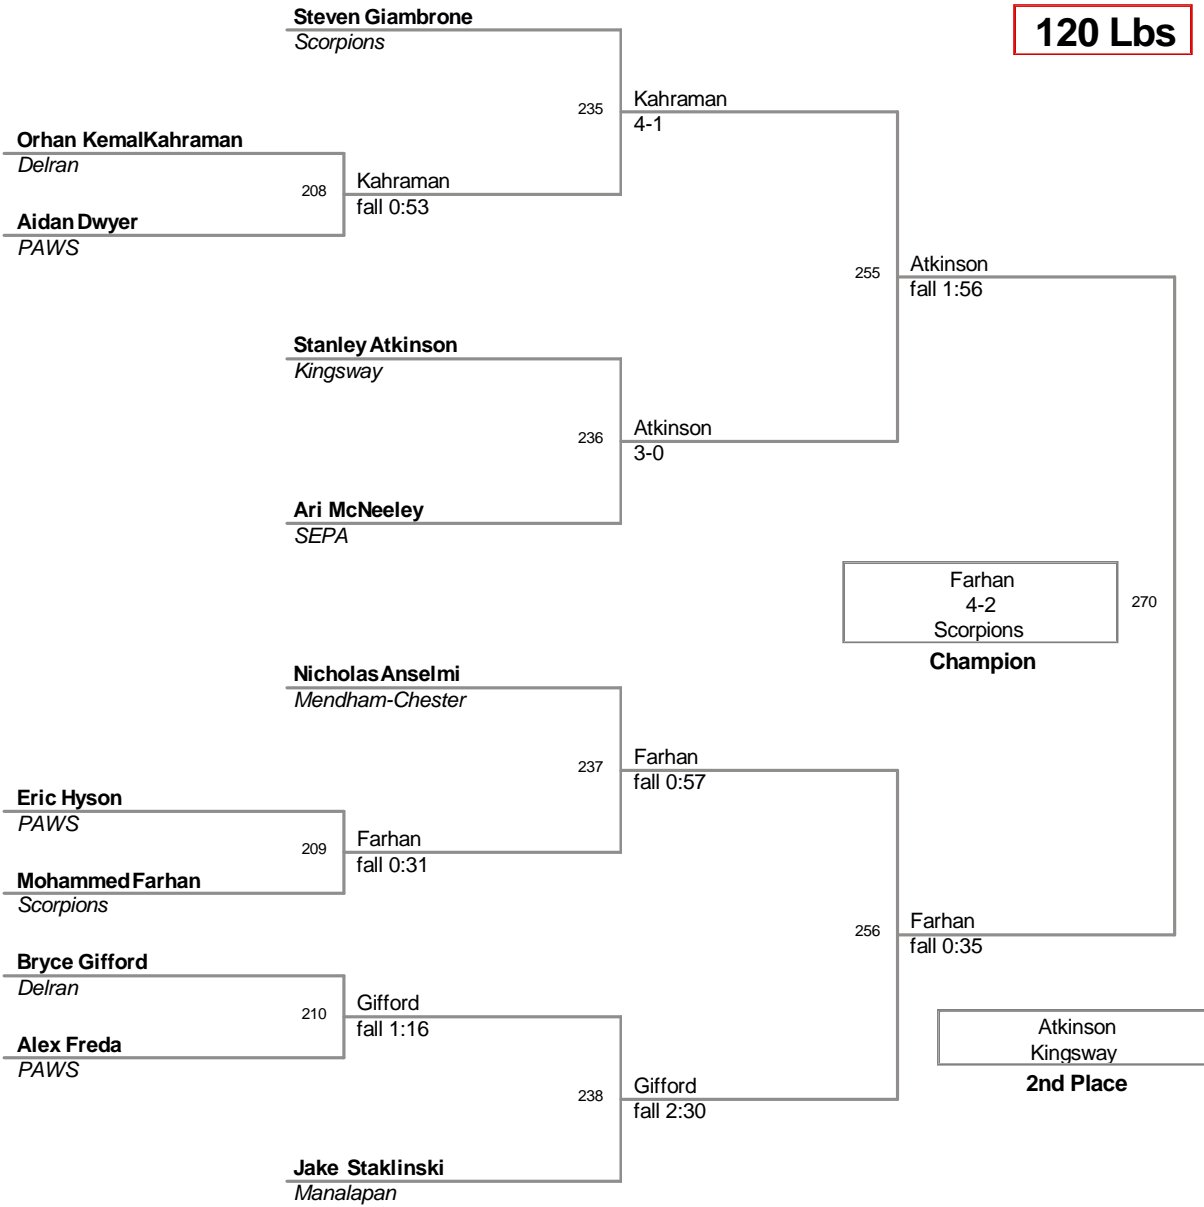 Steven Giambrone
Scorpions
120 Lbs
235
Kahraman
4-1
Orhan KemalKahraman
Delran
208
Kahraman
fall 0:53
Aidan Dwyer
PAWS
255
Atkinson
fall 1:56
Stanley Atkinson
Kingsway
236
Atkinson
3-0
Ari McNeeley
SEPA
Farhan
4-2
Scorpions
270
Champion
Nicholas Anselmi
Mendham-Chester
237
Farhan
fall 0:57
Eric Hyson
PAWS
209
Farhan
fall 0:31
Mohammed Farhan
Scorpions
256
Farhan
fall 0:35
Bryce Gifford
Delran
210
Gifford
fall 1:16
Alex Freda
PAWS
Atkinson
Kingsway
2nd Place
238
Gifford
fall 2:30
Jake Staklinski
Manalapan